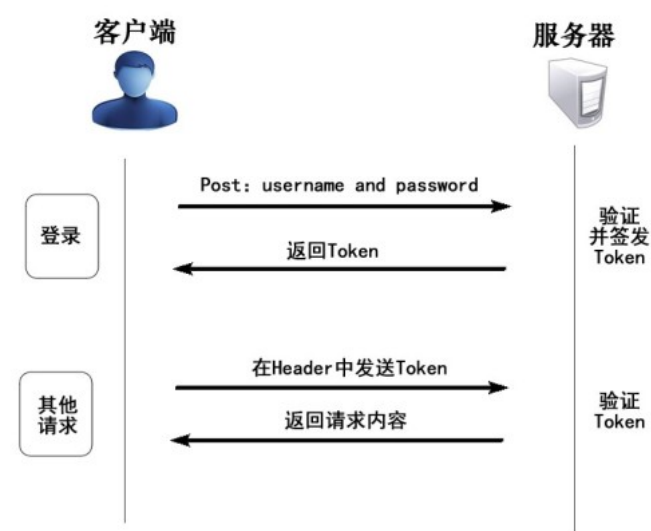 客户端
服务器
Post: username and password
登录
验证
并签发
Token
返回Token
在Header中发送Token
其他
请求
验证
Token
返回请求内容